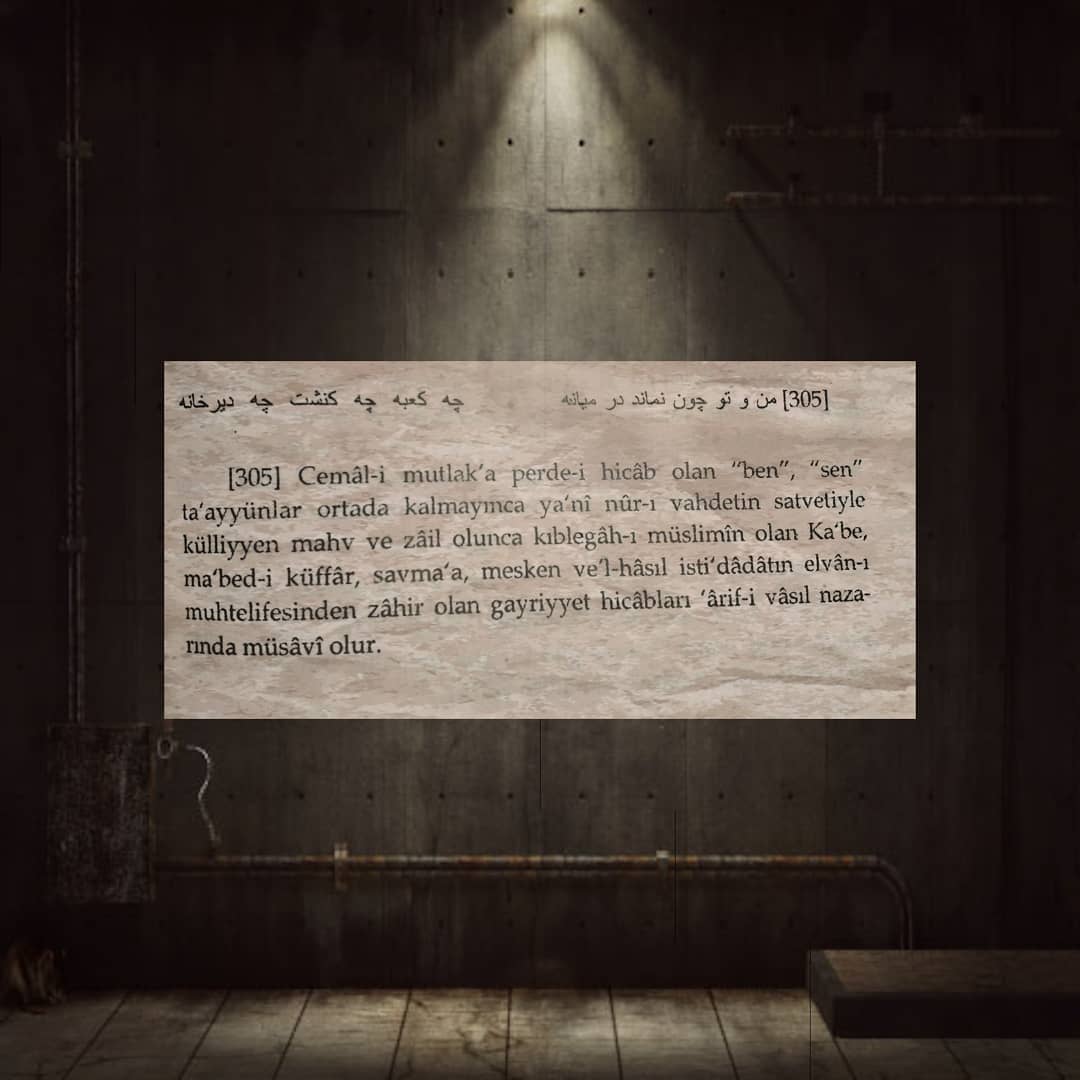 [305] من و تو چون نماند در میانه چه کعبه چه کنشت چه دیرخانه
[305] Cemâl-i mutlak‘a perde-i hicâb olan “ben”, “sen”
ta‘ayyünlar ortada kalmayınca ya‘nî nûr-ı vahdetin satvetiyle
külliyyen mahv ve zâil olunca kıblegâh-ı müslimîn olan Ka‘be,
ma‘bed-i küffâr, savma‘a, mesken ve’l-hâsıl isti‘dâdâtın elvân-ı
muhtelifesinden zâhir olan gayriyyet hicâbları ‘ârif-i vâsıl naza-
rında müsâvî olur.